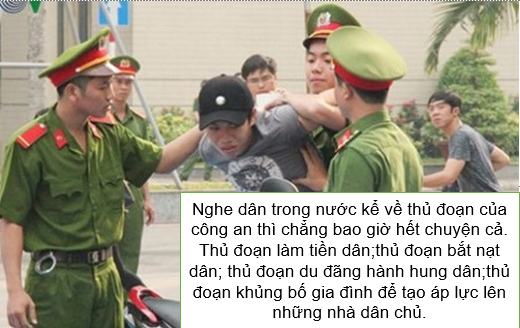 Nghe dân trong nước kể về thủ đoạn của
công an thì chẳng bao giờ hết chuyện cả.
Thủ đoạn làm tiền dân;thủ đoạn bắt nạt
dân; thủ đoạn du đãng hành hung dân;thủ
đoạn khủng bố gia đình để tạo áp lực lên
những nhà dân chủ.